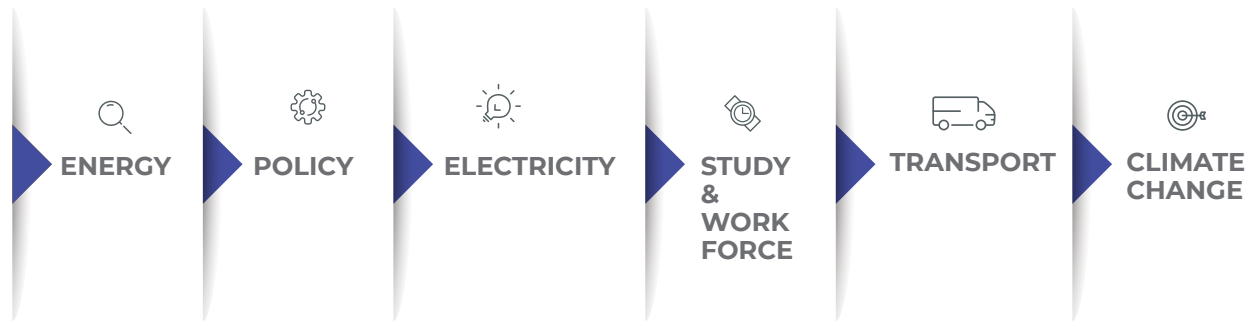 ENERGY
POLICY
ELECTRICITY
STUDY
&
WORK
FORCE
TRANSPORT
CLIMATE
CHANGE